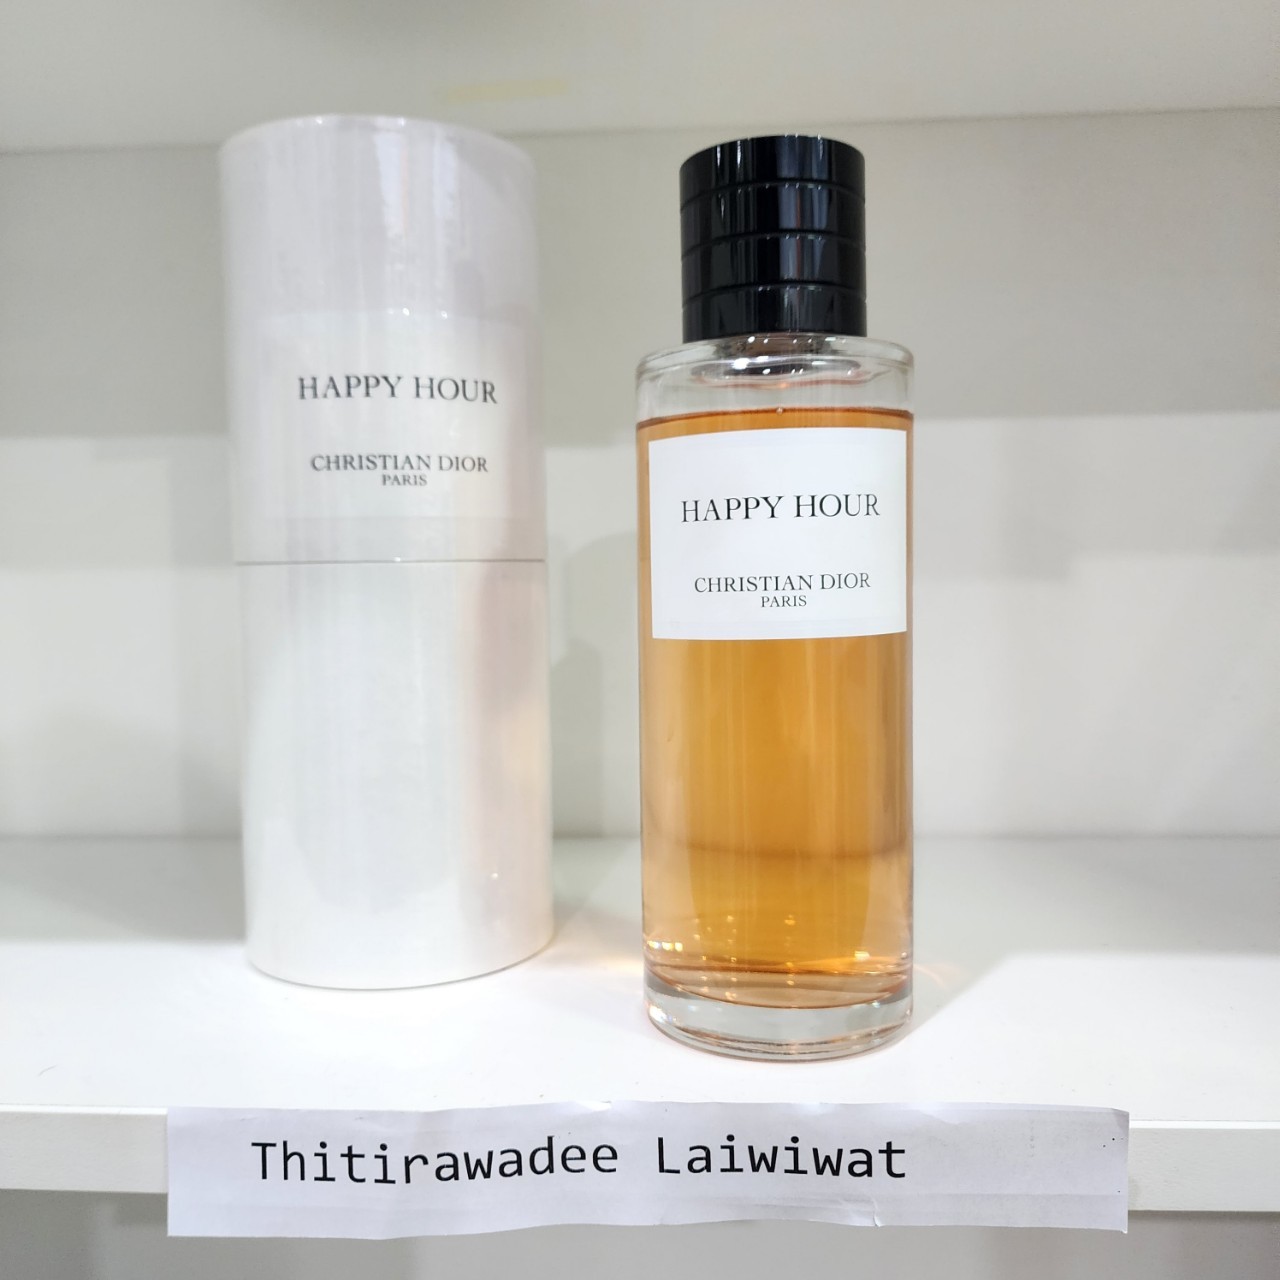 HAPPY HOUR
CHRISTIAN DIOR
PARIS
HAPPY HOUR
CHRISTIAN DIOR
PARIS
Thitirawadee Laiwiwat